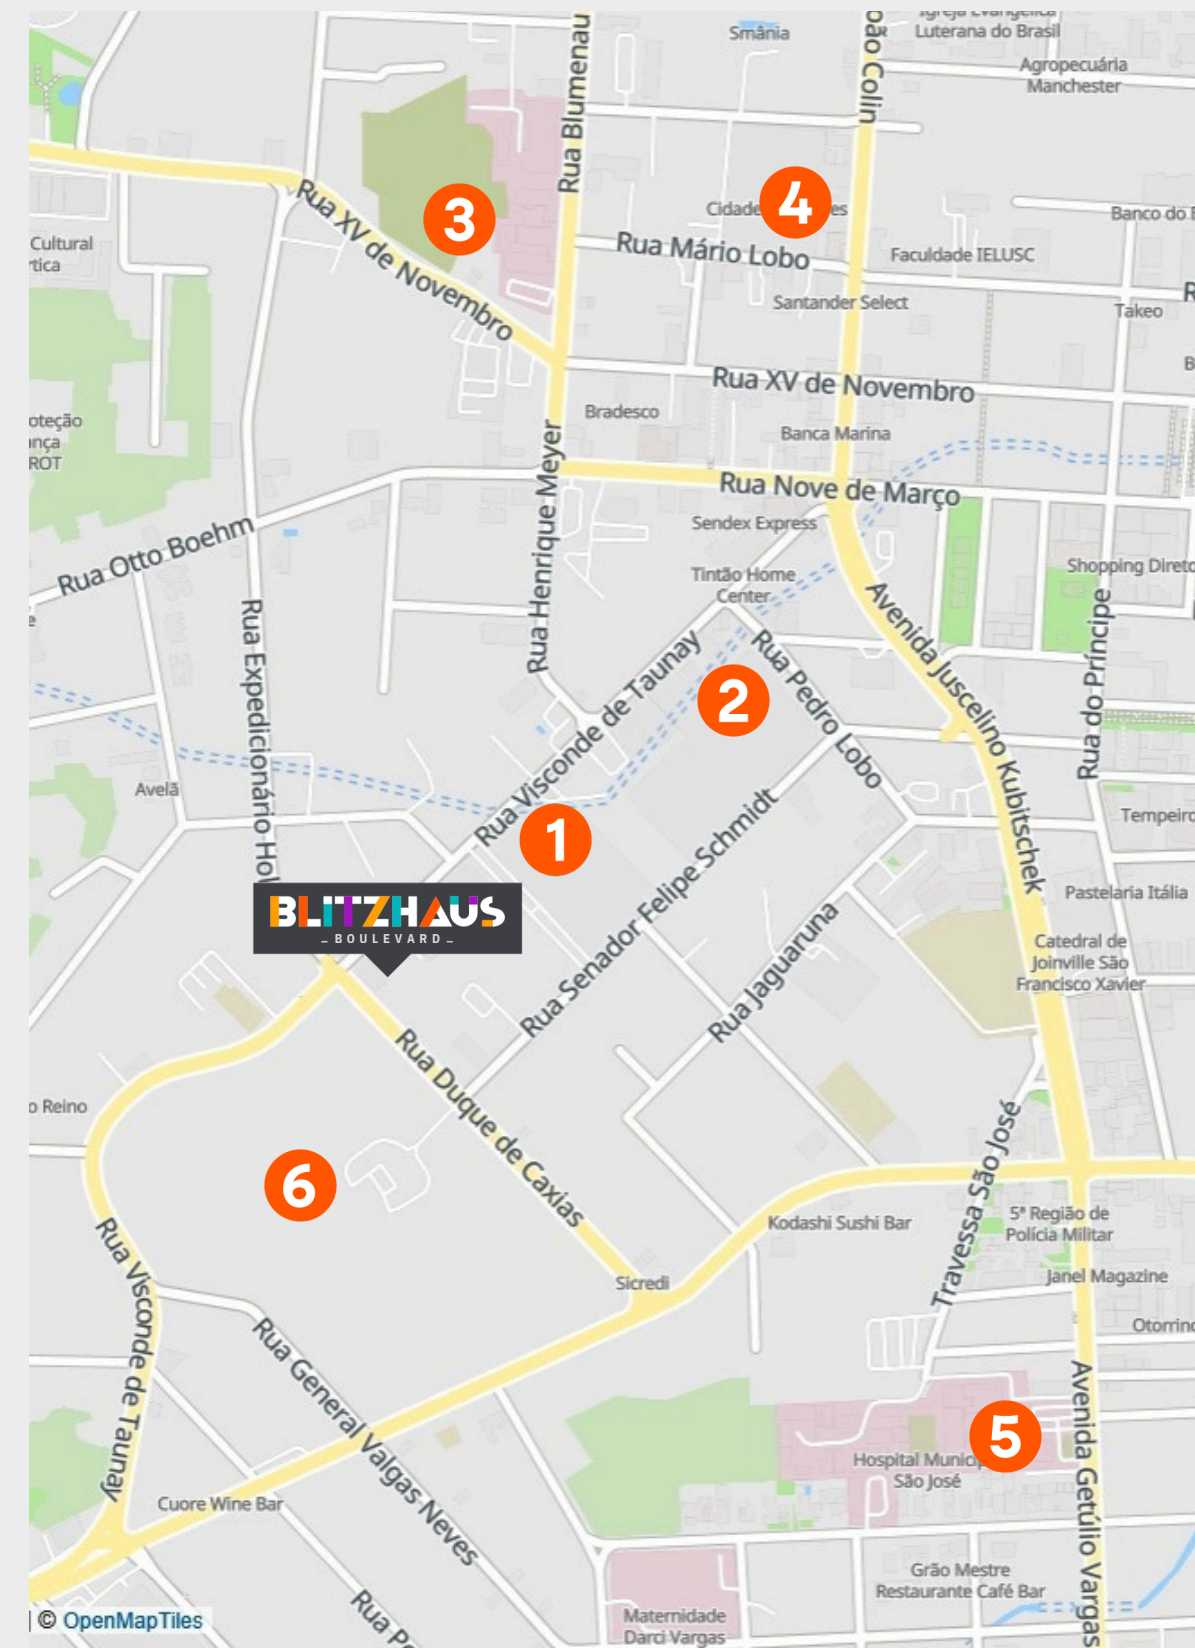 Igreja Evangélica
Luterana do Brasil
Smânia
Agropecuária
Manchester
Rua Blumenau
oão Colin
3
4
Rua XV de Novembro
Rua Mário Lobo
Faculdade IELUSC
Banco do
Santander Select
Takeo
Cultural
Rua XV de Novembro
Bradesco
Banca Marina
Rua Nove de Março
Rua Otto Boehm
Rua Henrique Meyer
Sendex Express
Tintão Home
Center
Shopping Direto
Rua Expedicionário Hol
Rua Visconde de Taunay
Rua Pedro Lobo
Avenida Juscelino Kubitschek
Rua do Príncipe
2
Avelã
1
Rua Senador Felipe Schmidt
Tempeiro
BLITZHAUS
_ BOULEVARD _
Pastelaria Itália
Catedral de
Joinville São
Francisco Xavier
Rua Jaguaruna
Rua Duque de Caxias
o Reino
6
Travessa São José
Kodashi Sushi Bar
5ª Região de
Polícia Militar
Janel Magazine
Sicredi
Otorrino
Rua Visconde de Taunay
Rua General Valgas Neves
Avenida Getúlio Vargas
5
Hospital Munici
São José
Cuore Wine Bar
Grão Mestre
Restaurante Café Bar
Maternidade
Darci Vargas
Rua Pe
| © OpenMapTiles